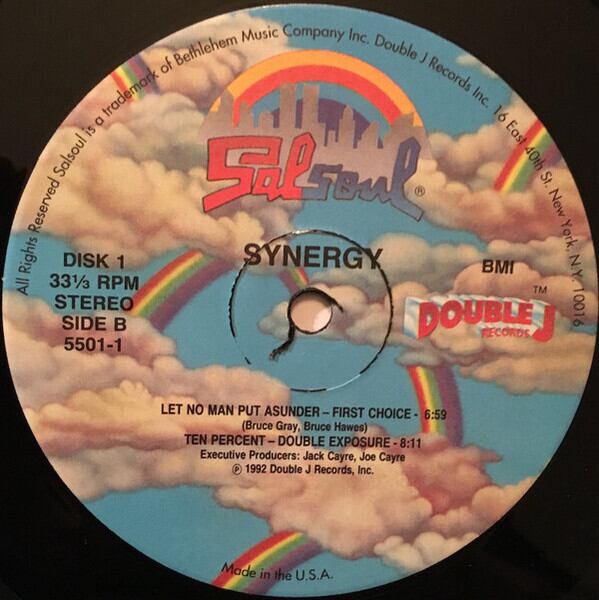 All Rights Reserved Salsoul is a trademark of Bethlehem Music Company Inc. Double J Records Inc. 16 East 40th St. New York, N.Y. 10016
Salsoul®
SYNERGY
DISK 1
33⅓ RPM
STEREO
SIDE B
5501-1
BMI
DOUBLE J TM
RECORDS
LET NO MAN PUT ASUNDER – FIRST CHOICE - 6:59
(Bruce Gray, Bruce Hawes)
TEN PERCENT – DOUBLE EXPOSURE - 8:11
Executive Producers: Jack Cayre, Joe Cayre
℗ 1992 Double J Records, Inc.
Made in the U.S.A.